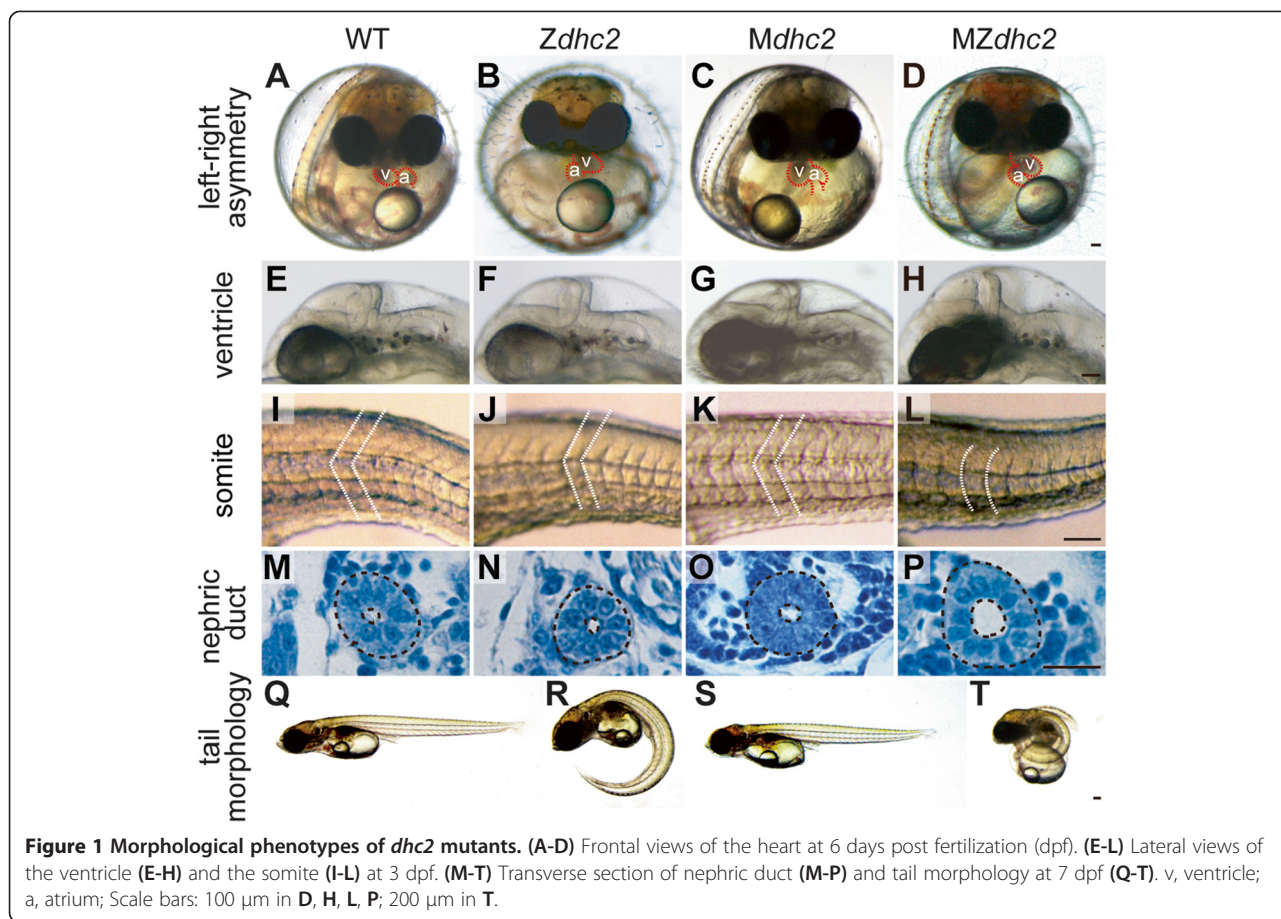 WT Zdhc2 Mdhc2 MZdhc2
left-right asymmetry
A B C D
v a
a v
v a
v a
ventricle
E F G H
somite
I J K L
nephric duct
M N O P
tail morphology
Q R S T
Figure 1 Morphological phenotypes of dhc2 mutants. (A-D) Frontal views of the heart at 6 days post fertilization (dpf). (E-L) Lateral views of
the ventricle (E-H) and the somite (I-L) at 3 dpf. (M-T) Transverse section of nephric duct (M-P) and tail morphology at 7 dpf (Q-T). v, ventricle;
a, atrium; Scale bars: 100 μm in D, H, L, P; 200 μm in T.